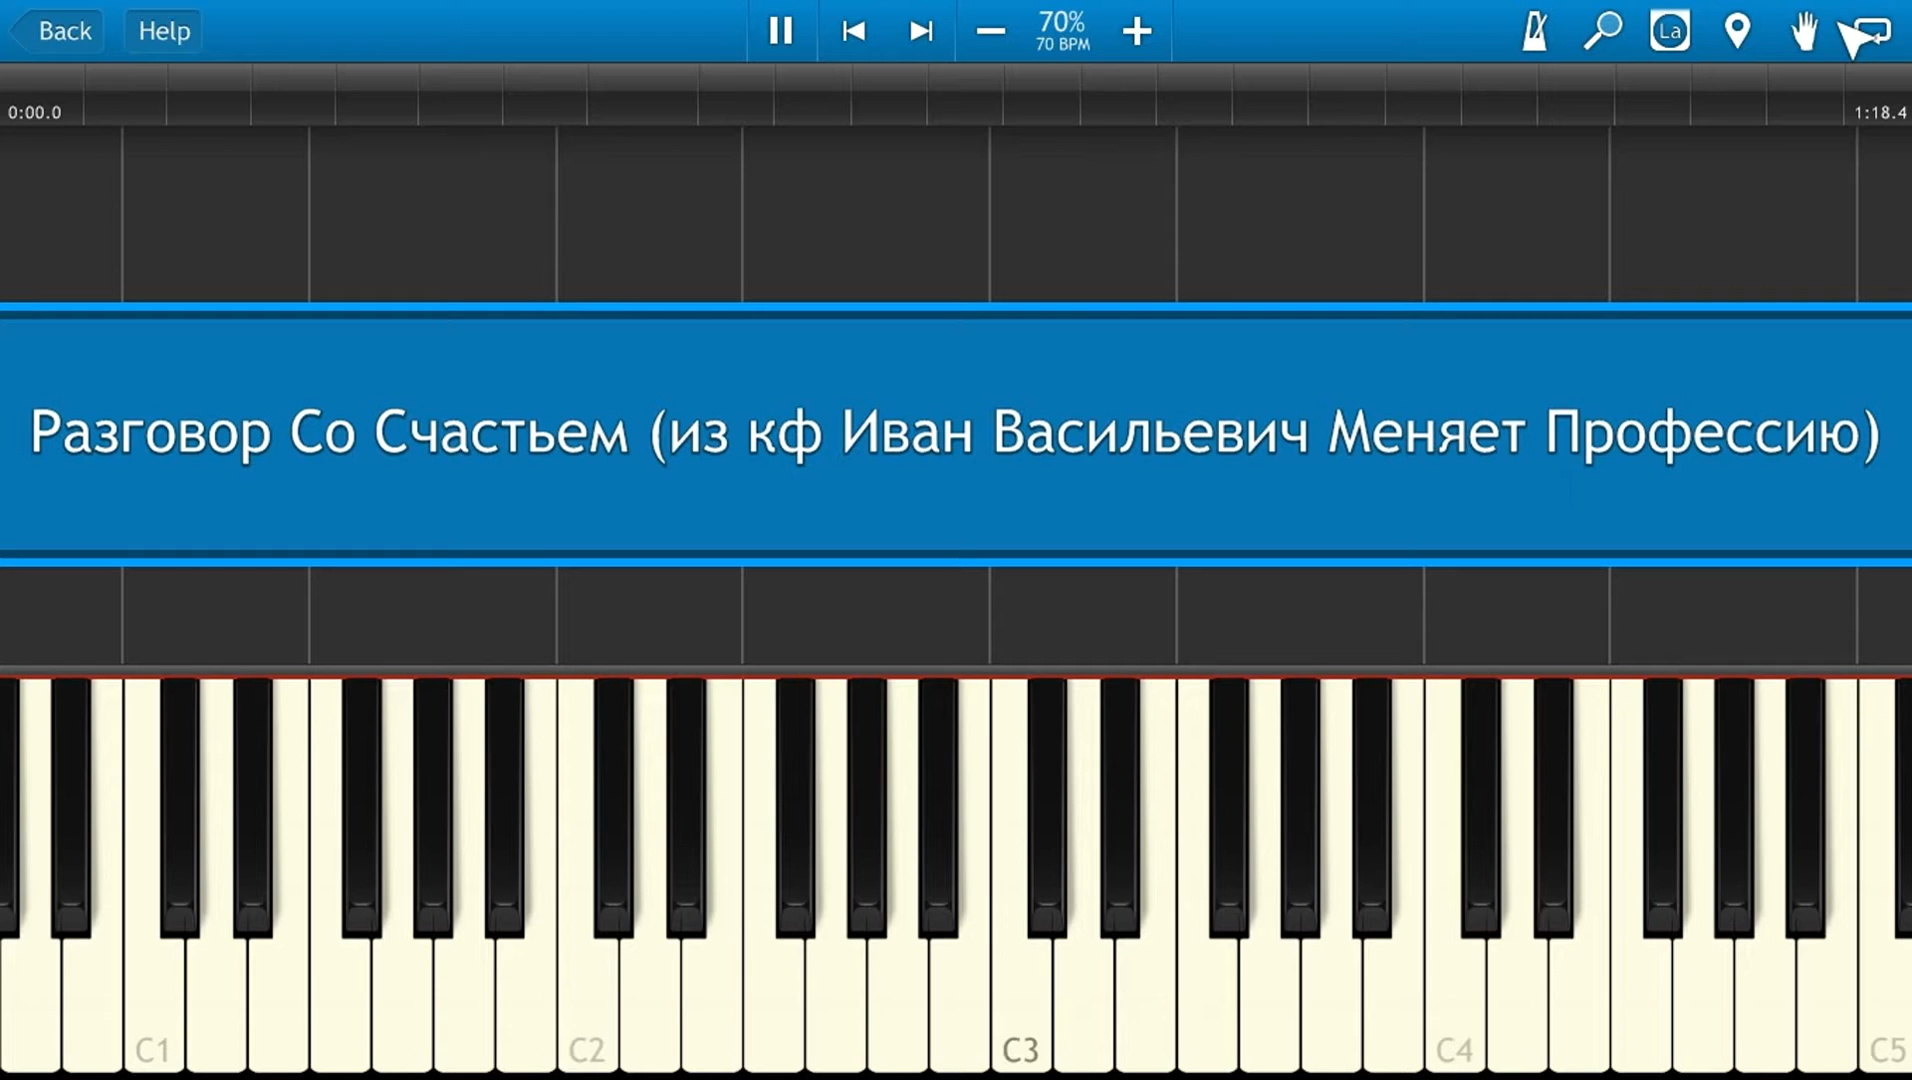 Back
Help
70%
70 BPM
La
0:00.0
1:18.4
Разговор Со Счастьем (из кф Иван Васильевич Меняет Профессию)
C1
C2
C3
C4
C5